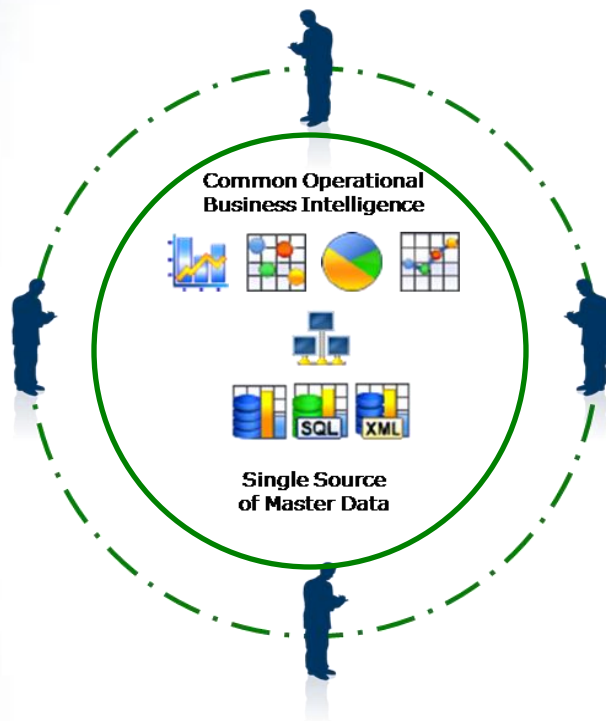 Common Operational
Business Intelligence
SQL XML
Single Source
of Master Data